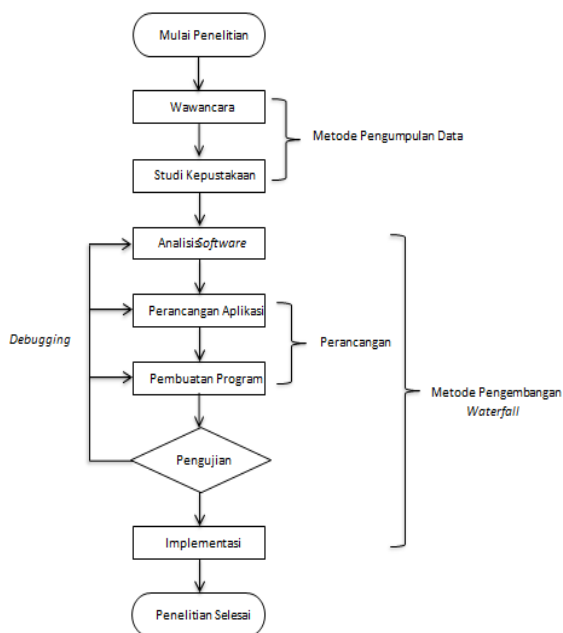 Mulai Penelitian
Wawancara
Metode Pengumpulan Data
Studi Kepustakaan
AnalisisSoftware
Perancangan Aplikasi
Debugging
Perancangan
Pembuatan Program
Metode Pengembangan
Waterfall
Pengujian
Implementasi
Penelitian Selesai